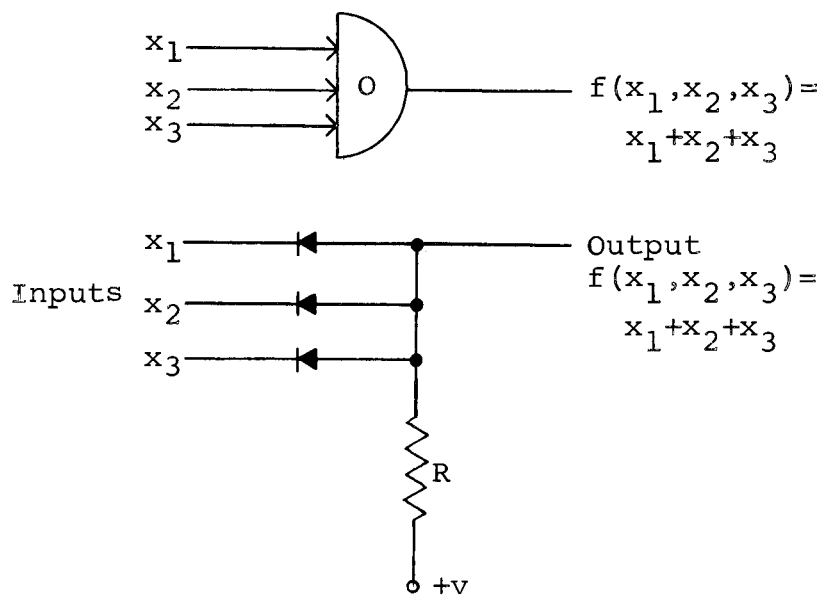 x₁
x₂
x₃
O
f(x₁,x₂,x₃)=
x₁+x₂+x₃
x₁
Output
f(x₁,x₂,x₃)=
x₁+x₂+x₃
Inputs
x₂
x₃
R
+v